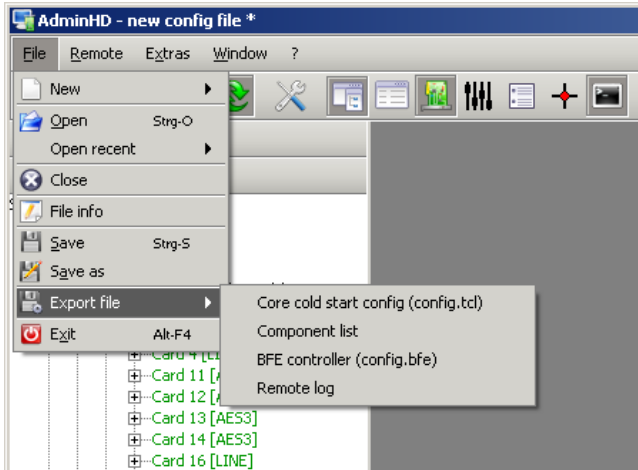 AdminHD - new config file *
File Remote Extras Window ?
New
Open Strg-O
Open recent
Close
File info
Save Strg-S
Save as
Export file
Exit Alt-F4
Core cold start config (config.tcl)
Component list
BFE controller (config.bfe)
Remote log
Card 4 [LI
Card 11 [A
Card 12 [A
Card 13 [AES3]
Card 14 [AES3]
Card 16 [LINE]